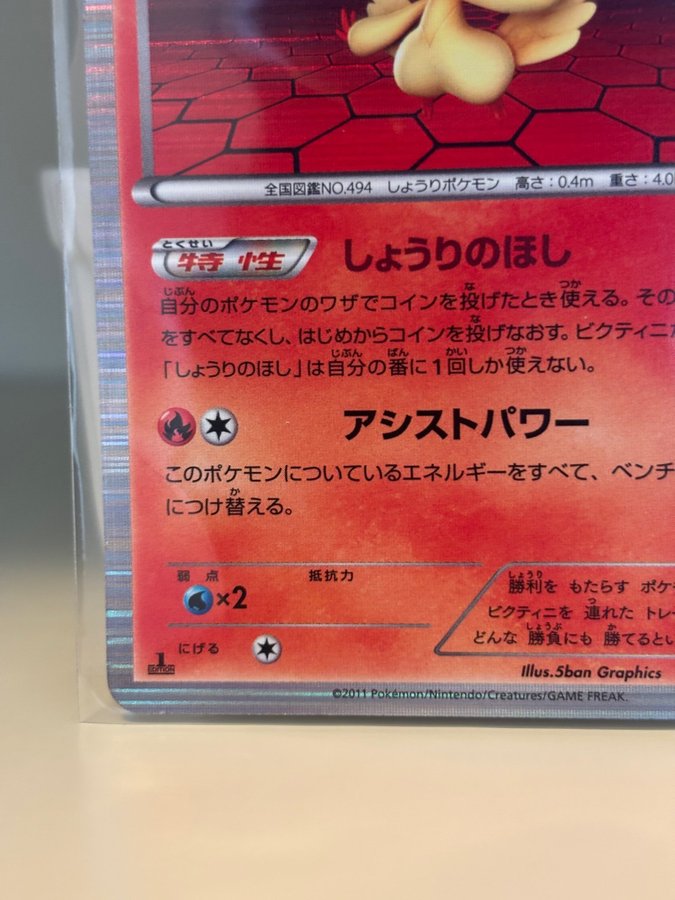 全国図鑑NO.494 しょうりポケモン 高さ：0.4m 重さ：4.0
とくせい
特性 しょうりのほし
自分のポケモンのワザでコインを投げたとき使える。その
をすべてなくし、はじめからコインを投げなおす。ビクティニ
「しょうりのほし」は自分の番に1回しか使えない。
アシストパワー
このポケモンについているエネルギーをすべて、ベンチ
につけ替える。
弱点 抵抗力
×2
勝利を もたらす ポケ
ビクティニを 連れた トレー
どんな 勝負にも 勝てるとい
にげる
1 EDITION
Illus.5ban Graphics
©2011 Pokémon/Nintendo/Creatures/GAME FREAK.